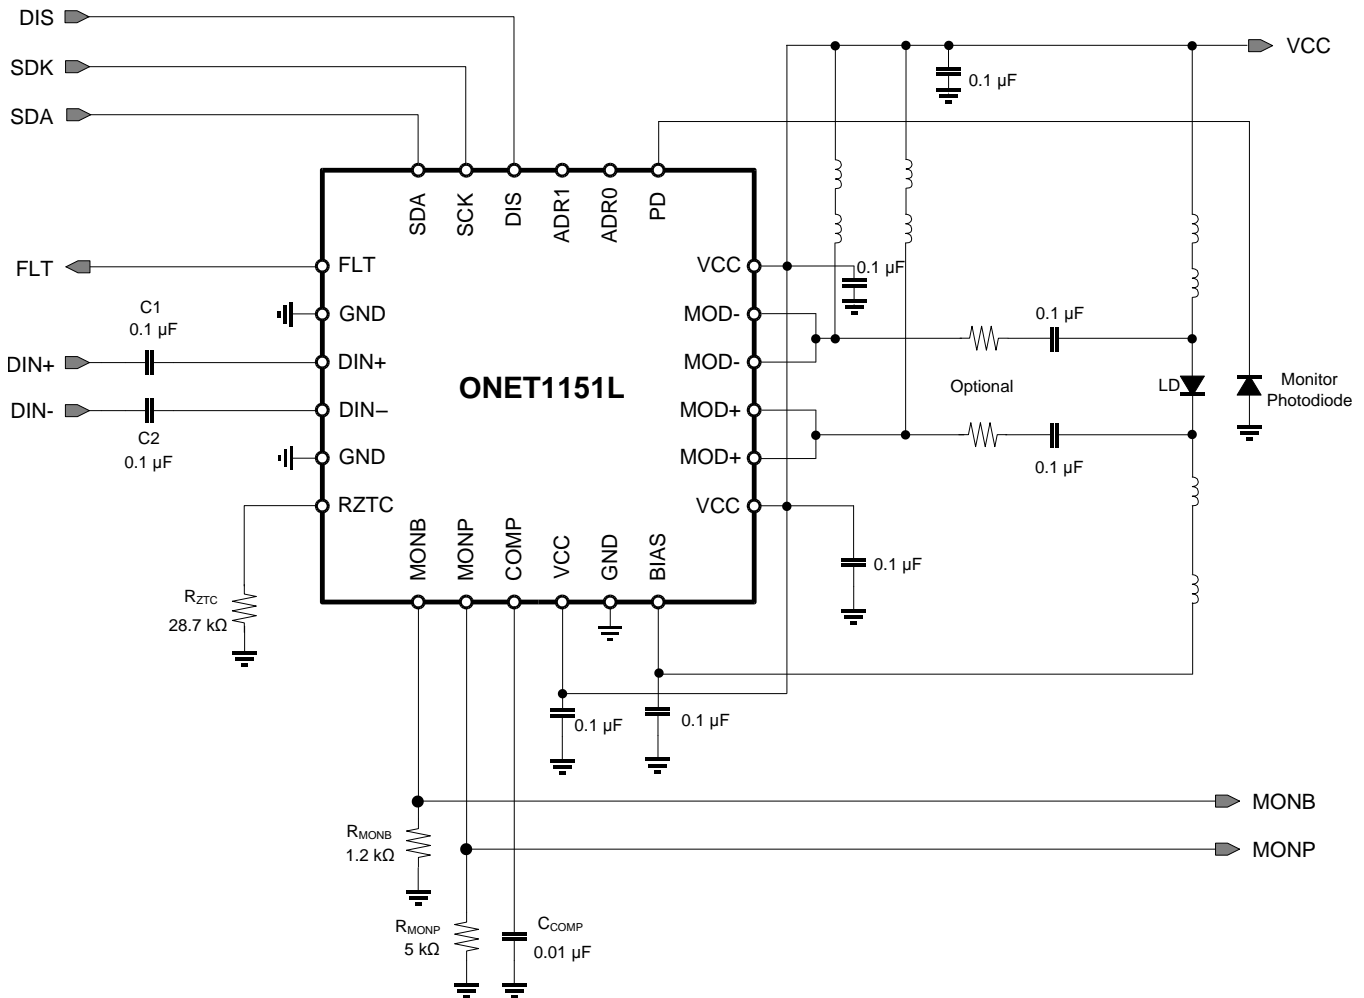 DIS
SDK
SDA
VCC
0.1 µF
SDA
SCK
DIS
ADR1
ADR0
PD
FLT
FLT
VCC
0.1 µF
GND
MOD-
C1
0.1 µF
0.1 µF
DIN+
DIN+
MOD-
ONET1151L
Optional
LD
Monitor
Photodiode
DIN-
DIN–
MOD+
C2
0.1 µF
GND
MOD+
0.1 µF
RZTC
VCC
MONB
MONP
COMP
VCC
GND
BIAS
0.1 µF
RZTC
28.7 kΩ
0.1 µF
0.1 µF
MONB
RMONB
1.2 kΩ
MONP
RMONP
5 kΩ
CCOMP
0.01 µF